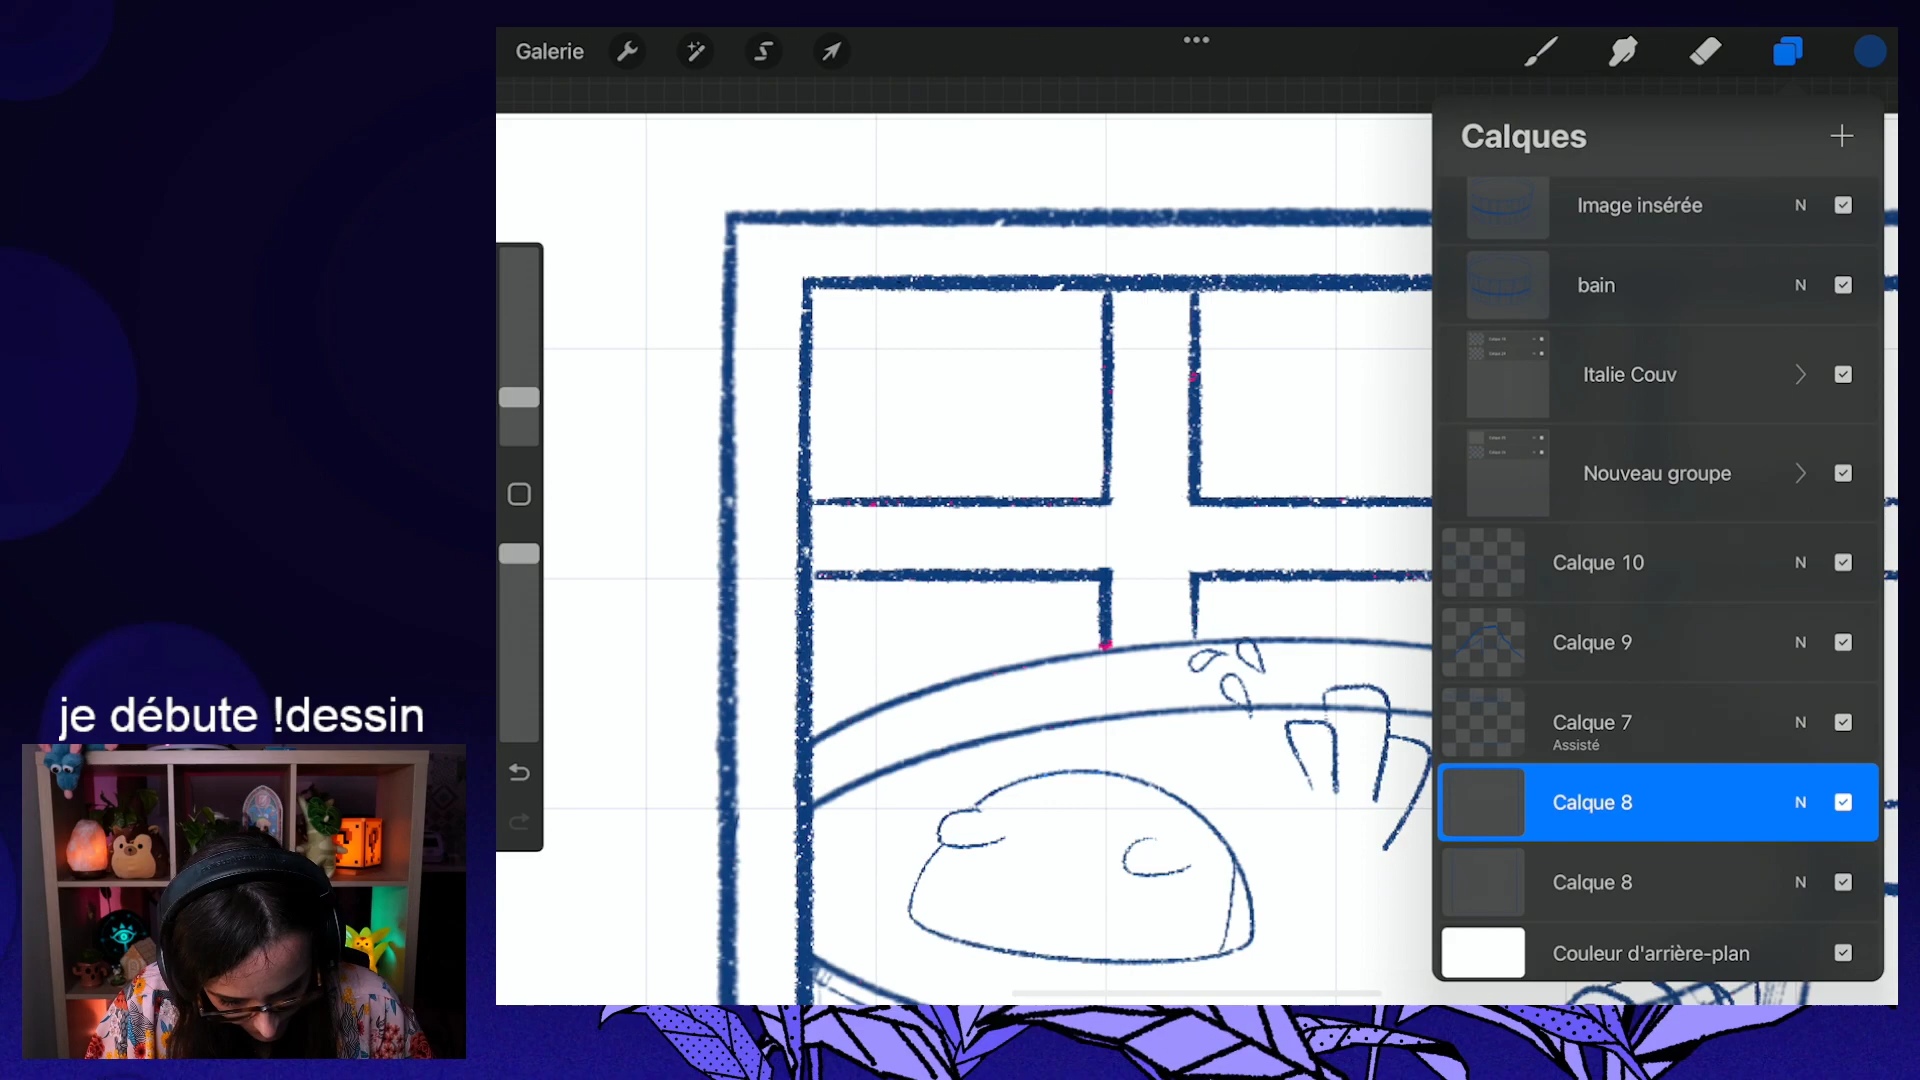 Galerie
Calques
Image insérée N
bain N
Italie Couv
Nouveau groupe
Calque 10 N
Calque 9 N
Calque 7 N
Assisté
Calque 8 N
Calque 8 N
Couleur d'arrière-plan
je débute !dessin